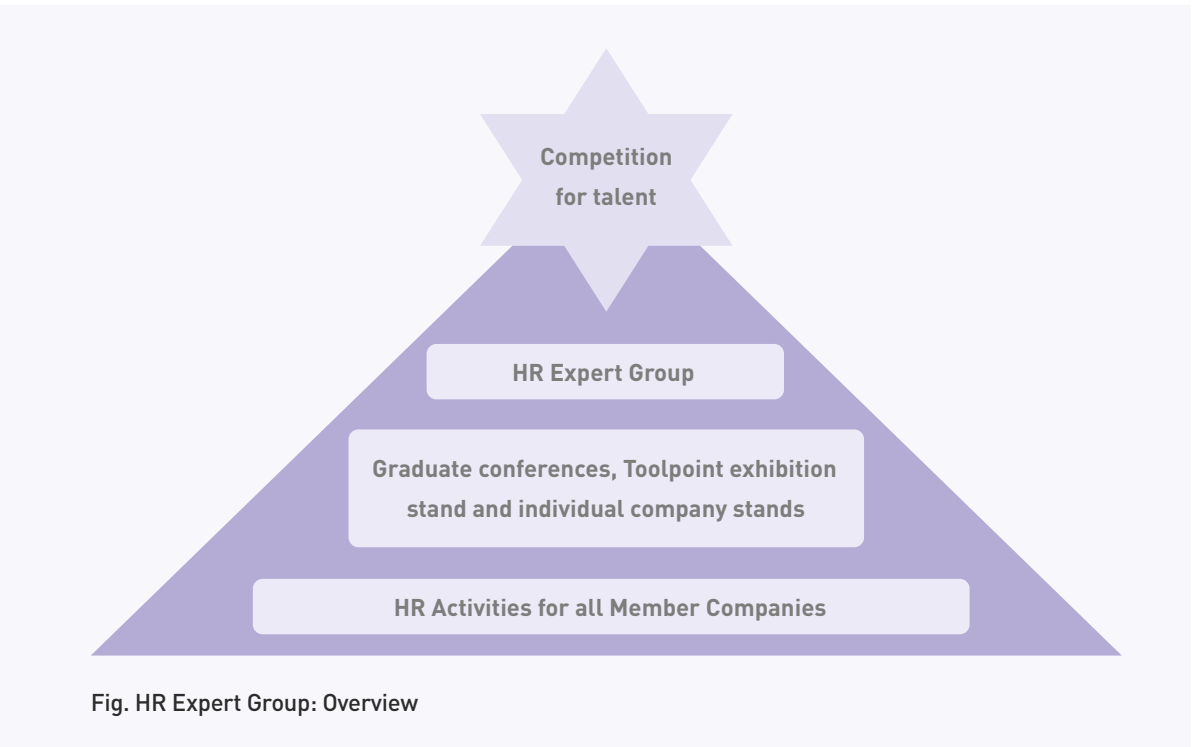 Competition
for talent
HR Expert Group
Graduate conferences, Toolpoint exhibition
stand and individual company stands
HR Activities for all Member Companies
Fig. HR Expert Group: Overview